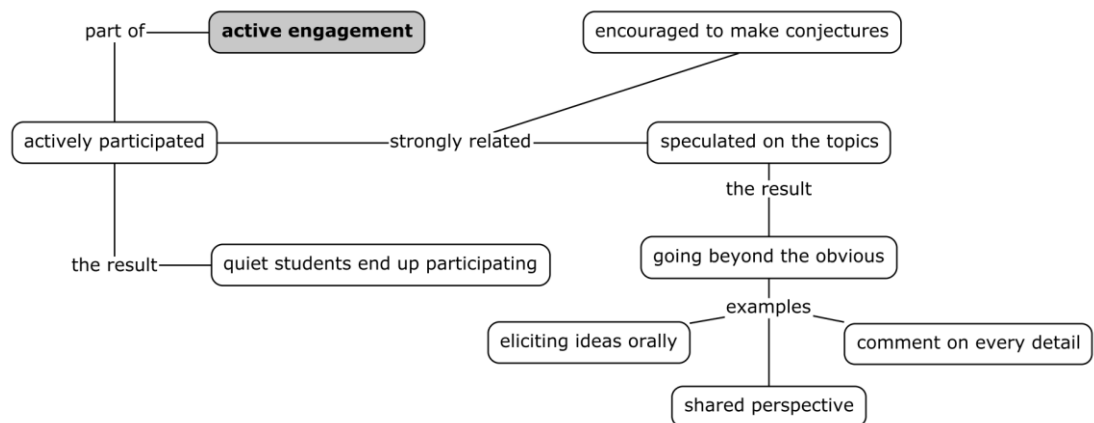 part of
active engagement
encouraged to make conjectures
actively participated
strongly related
speculated on the topics
the result
going beyond the obvious
the result
quiet students end up participating
examples
eliciting ideas orally
comment on every detail
shared perspective